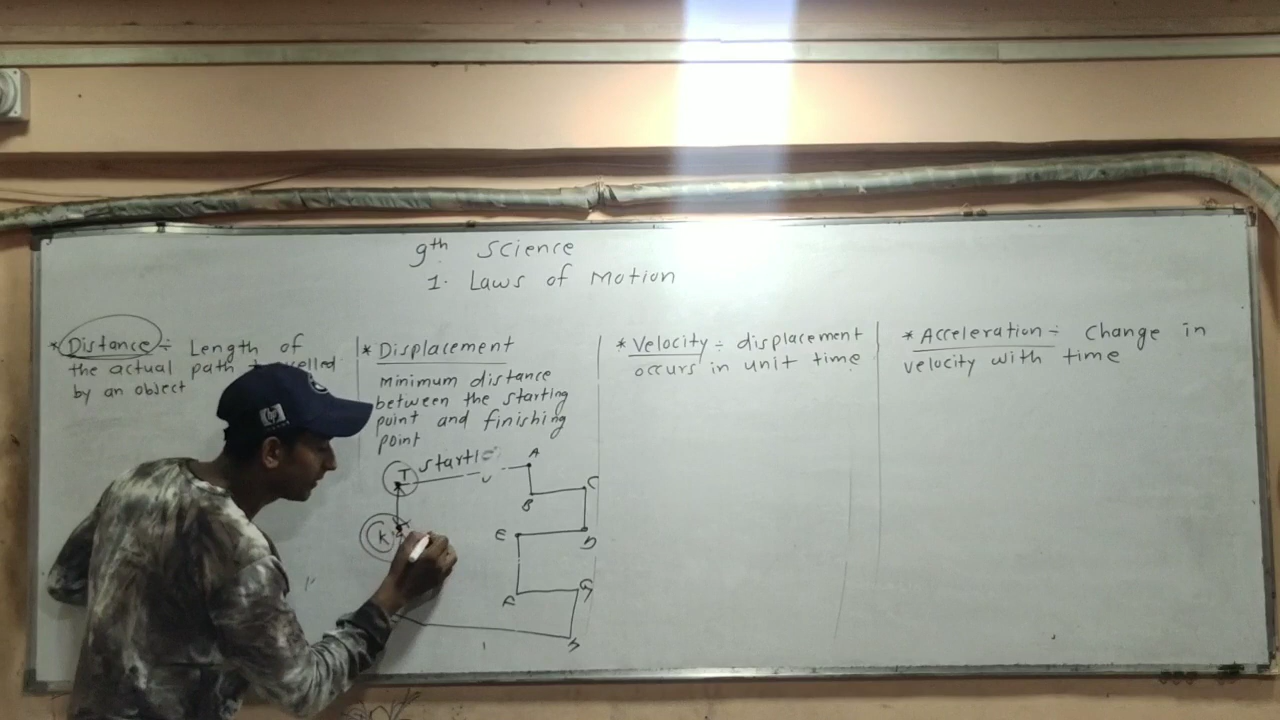 9th Science
1. Laws of Motion
* Distance ÷ Length of
the actual path
by an object
* Displacement
minimum distance
between the starting
point and finishing
point
* Velocity ÷ displacement
occurs in unit time
* Acceleration ÷ Change in
velocity with time
T
A
B
C
D
E
F
G
K
hp